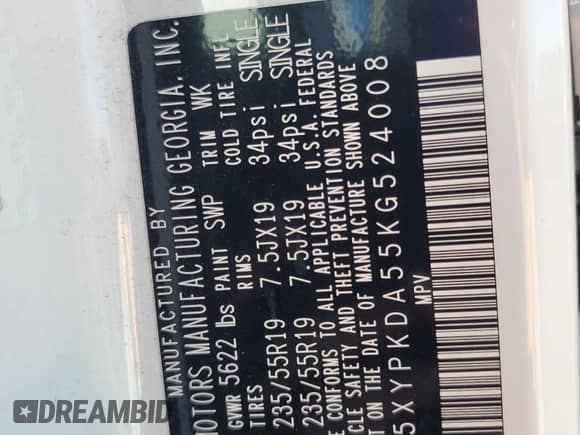 MANUFACTURED BY
MOTORS MANUFACTURING GEORGIA, INC.
GVWR 5622 lbs PAINT SWP TRIM WK
TIRES RIMS COLD TIRE INFL
235/55R19 7.5JX19 34psi SINGLE
235/55R19 7.5JX19 34psi SINGLE
CONFORMS TO ALL APPLICABLE U.S.A. FEDERAL
SAFETY AND THEFT PREVENTION STANDARDS
ON THE DATE OF MANUFACTURE SHOWN ABOVE
5XYPKDA55KG524008
MPV
DREAMBID